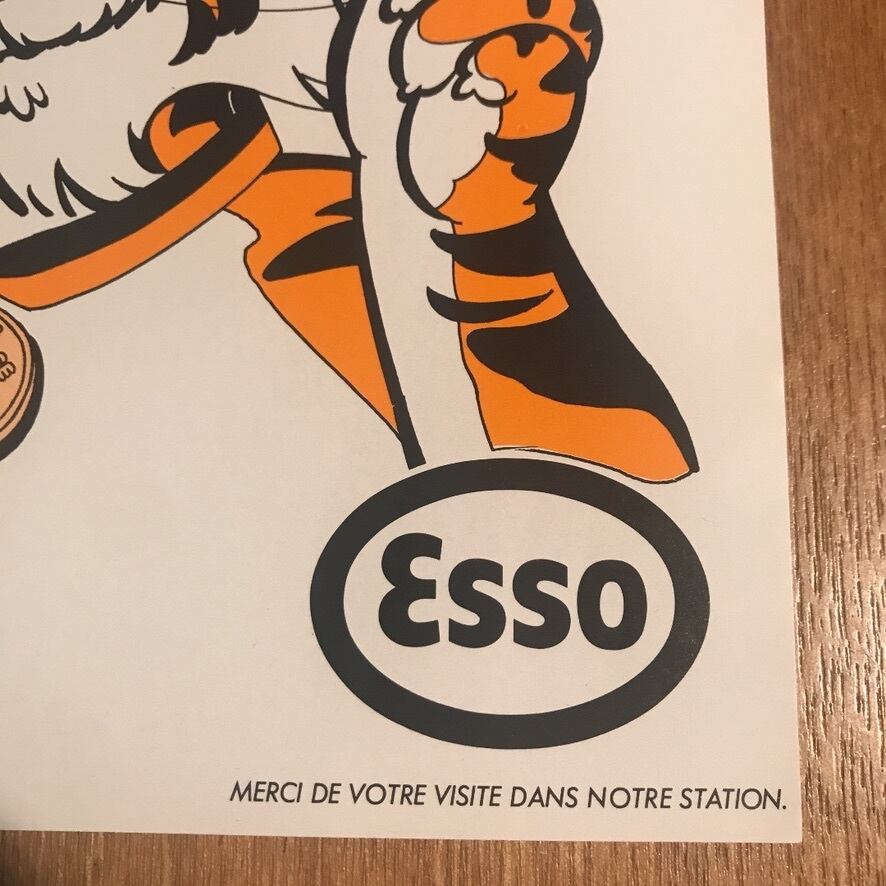 Esso
MERCI DE VOTRE VISITE DANS NOTRE STATION.